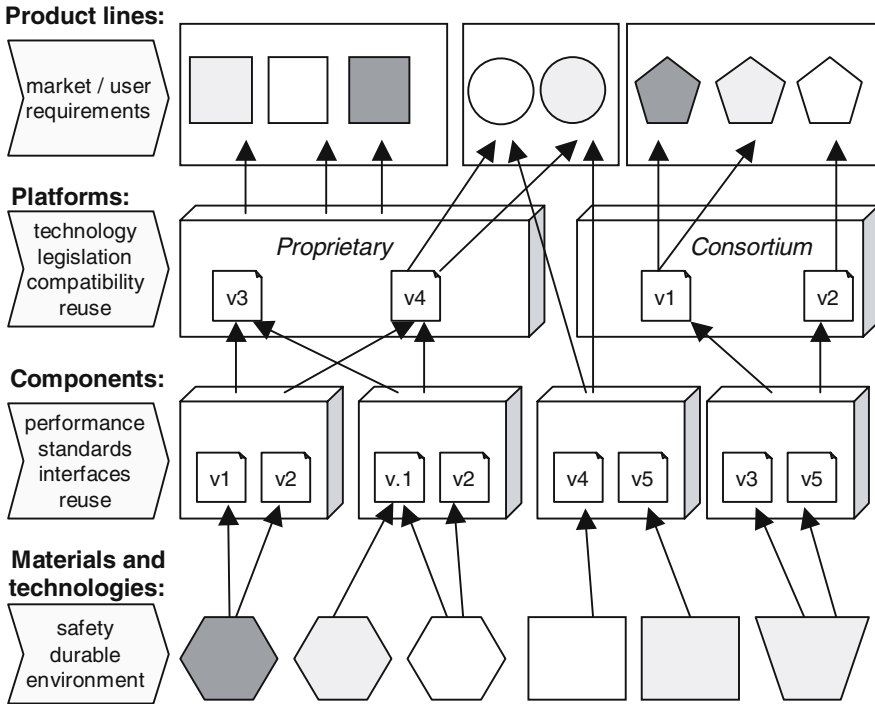 Product lines:
market / user
requirements
Platforms:
technology
legislation
compatibility
reuse
Proprietary
Consortium
v3
v4
v1
v2
Components:
performance
standards
interfaces
reuse
v1
v2
v.1
v2
v4
v5
v3
v5
Materials and
technologies:
safety
durable
environment